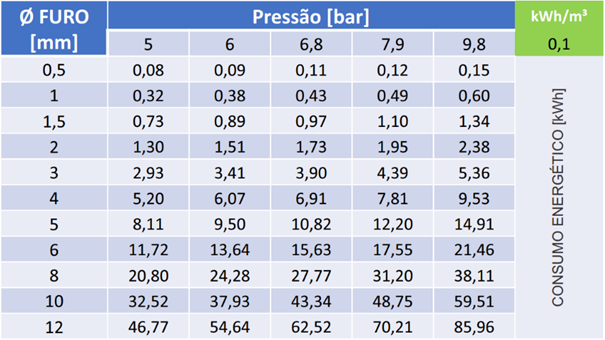 Ø FURO [mm] Pressão [bar] kWh/m³
5 6 6,8 7,9 9,8 0,1
0,5 0,08 0,09 0,11 0,12 0,15
1 0,32 0,38 0,43 0,49 0,60
1,5 0,73 0,89 0,97 1,10 1,34
2 1,30 1,51 1,73 1,95 2,38
3 2,93 3,41 3,90 4,39 5,36
4 5,20 6,07 6,91 7,81 9,53
5 8,11 9,50 10,82 12,20 14,91
6 11,72 13,64 15,63 17,55 21,46
8 20,80 24,28 27,77 31,20 38,11
10 32,52 37,93 43,34 48,75 59,51
12 46,77 54,64 62,52 70,21 85,96
CONSUMO ENERGÉTICO [kWh]